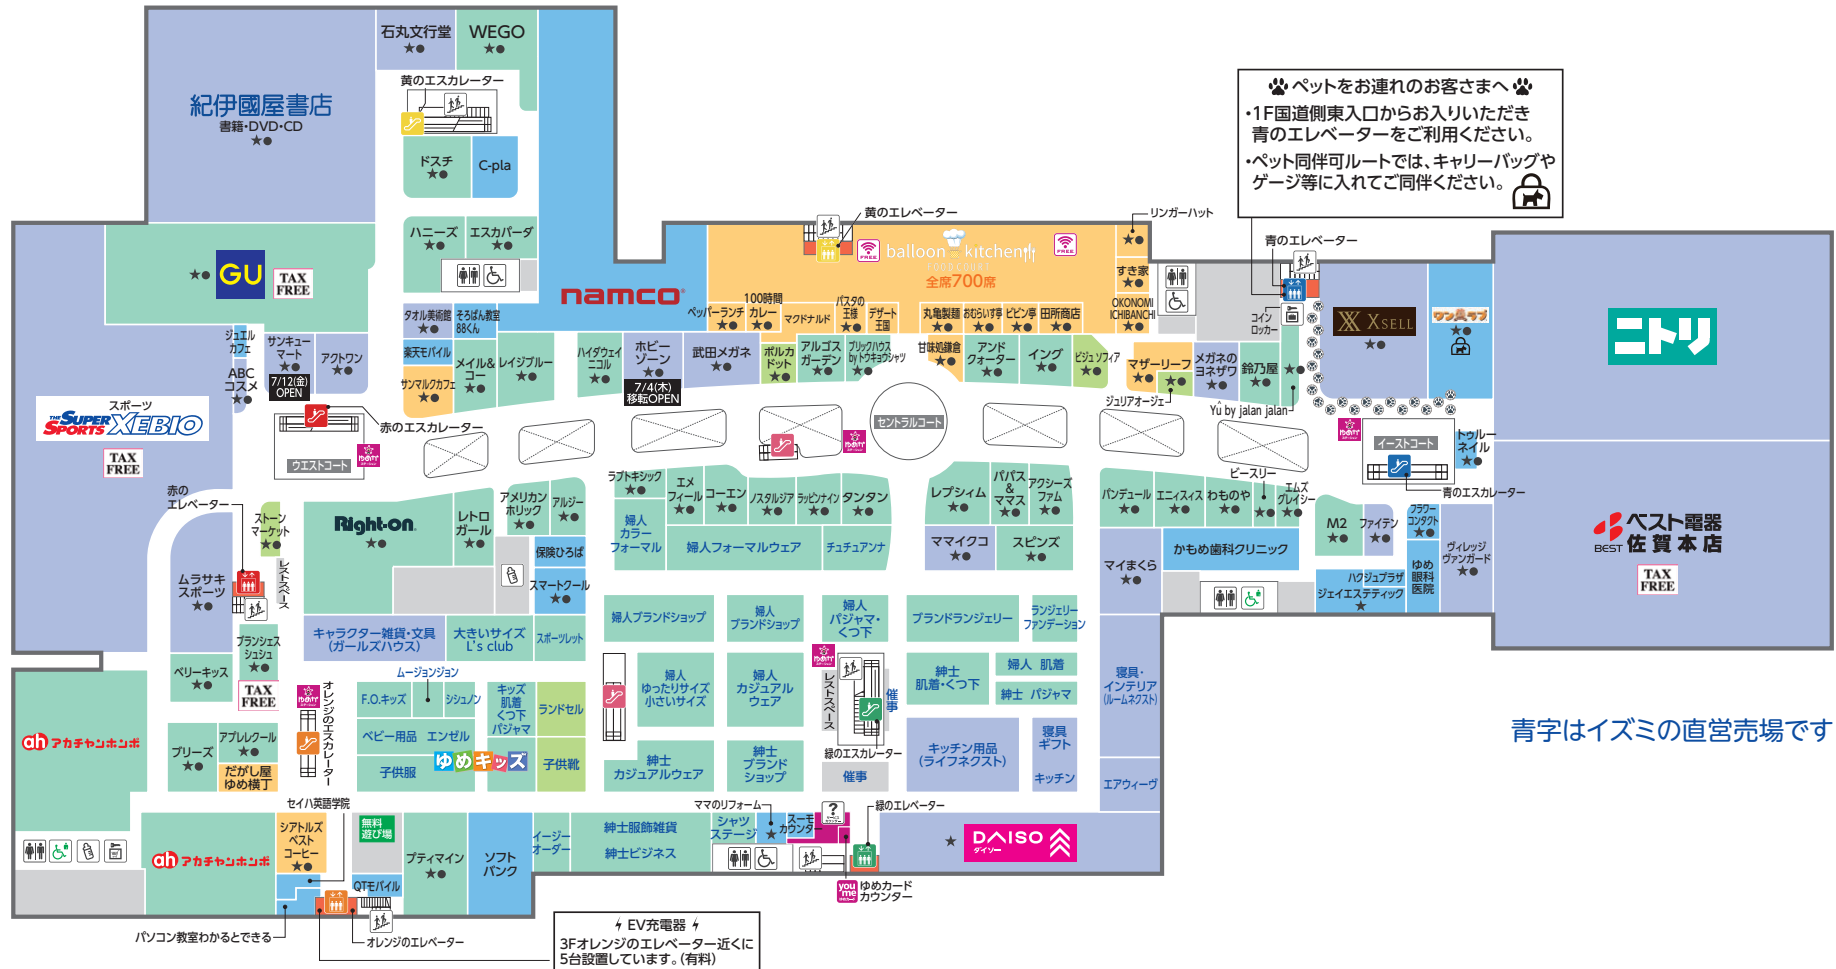 石丸文行堂
★●
WEGO
★●
黄のエスカレーター
紀伊國屋書店
書籍・DVD・CD
★●
ドスチ
★●
C-pla
ハニーズ
★●
エスカパーダ
★●
★●
GU
TAX
FREE
namco
黄のエレベーター
FREE
balloon kitchen
FOOD COURT
全席700席
FREE
リンガーハット
★●
すき家
★●
OKONOMI
ICHIBANCHI
★●
ペットをお連れのお客さまへ
・1F国道側東入口からお入りいただき
青のエレベーターをご利用ください。
・ペット同伴可ルートでは、キャリーバッグや
ゲージ等に入れてご同伴ください。
青のエレベーター
コイン
ロッカー
XSELL
★●
ワンラブ
★●
ニトリ
タオル美術館
★●
そろばん教室
88くん
楽天モバイル
サンマルクカフェ
★●
メイル&
コー
★●
レイジブルー
★●
ハイダウェイ
ニコル
★●
ホビー
ゾーン
★●
7/4(木)
移転OPEN
武田メガネ
★●
ペッパーランチ
★●
100時間
カレー
★●
マクドナルド
パスタの
王様
★●
デザート
王国
丸亀製麺
★●
おむらいす亭
★●
ビビン亭
★●
田所商店
★●
ポルカ
ドット
★●
アルゴス
ガーデン
★●
ブリックハウス
by トウキョウシャツ
★●
甘味処鎌倉
★●
アンド
クォーター
★●
イング
★●
ビジュソフィア
★●
マザーリーフ
★●
★●
ジュリアオージェ
メガネの
ヨネザワ
★●
鈴乃屋
★●
★●
Yû by jalan jalan
ジュエル
カフェ
ABC
コスメ
★●
サンキュー
マート
★●
7/12(金)
OPEN
アクトワン
★●
スポーツ
THE SUPER SPORTS XEBIO
TAX
FREE
赤のエスカレーター
ウエストコート
セントラルコート
イーストコート
トゥルー
ネイル
★●
青のエスカレーター
赤の
エレベーター
ストーン
マーケット
★●
レストスペース
ムラサキ
スポーツ
★●
Right-on
★●
レトロ
ガール
★●
アメリカン
ホリック
★●
アルジー
★●
保険ひろば
スマートクール
★●
ラブトキシック
★●
エメ
フィール
★●
コーエン
★●
ノスタルジア
★●
ラッピンナイン
★●
タンタン
★●
婦人
カラー
フォーマル
婦人フォーマルウェア
チュチュアンナ
レプシィム
★●
パパス
&
ママス
★●
アクシーズ
ファム
★●
ママイクコ
★●
スピンズ
★●
パンデュール
★●
エニィスィス
★●
わものや
★●
ピースリー
★●
エムズ
グレイシー
★●
マイまくら
★●
かもめ歯科クリニック
M2
★●
ファイテン
★●
フラワー
コンタクト
★●
ハクジュプラザ
ジェイエステティック
★
ゆめ
眼科
医院
ヴィレッジ
ヴァンガード
★●
BEST
ベスト電器
佐賀本店
TAX
FREE
ブランシェス
シュシュ
★●
ベリーキッス
★●
TAX
FREE
キャラクター雑貨・文具
(ガールズハウス)
大きいサイズ
L's club
スポーツレット
婦人ブランドショップ
婦人
ブランドショップ
婦人
パジャマ・
くつ下
ブランドランジェリー
ランジェリー
ファンデーション
ムージョンジョン
F.O.キッズ
シシュノン
キッズ
肌着
くつ下
パジャマ
ランドセル
ベビー用品 エンゼル
ゆめキッズ
子供服
子供靴
オレンジのエスカレーター
婦人
ゆったりサイズ
小さいサイズ
婦人
カジュアル
ウェア
レストスペース
催事
紳士
肌着・くつ下
婦人 肌着
紳士 パジャマ
寝具・
インテリア
(ルームネクスト)
アカチャンホンポ
ブリーズ
★●
アプレレクール
★●
だがし屋
ゆめ横丁
紳士
カジュアルウェア
紳士
ブランド
ショップ
緑のエスカレーター
催事
キッチン用品
(ライフネクスト)
寝具
ギフト
キッチン
エアウィーヴ
青字はイズミの直営売場です
セイハ英語学院
アカチャンホンポ
シアトルズ
ベスト
コーヒー
★●
無料
遊び場
QTモバイル
プティマイン
★●
ソフト
バンク
イージー
オーダー
紳士服飾雑貨
紳士ビジネス
ママのリフォーム
シャツ
ステージ
★
スーモ
カウンター
緑のエレベーター
★
DAISO
ダイソー
you me
ゆめカード
カウンター
パソコン教室わかるとできる
オレンジのエレベーター
EV充電器
3Fオレンジのエレベーター近くに
5台設置しています。(有料)